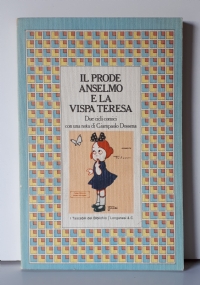 IL PRODE
ANSELMO
E LA
VISPA TERESA
Due cicli comici
con una nota di Giampaolo Dossena